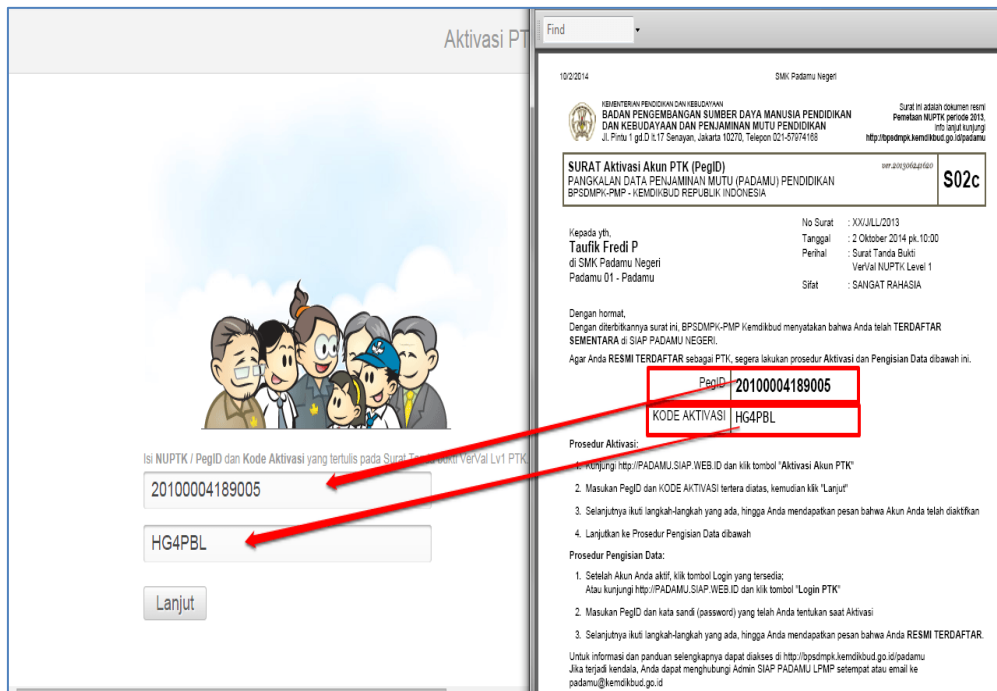 Aktivasi PT
Isi NUPTK / PegID dan Kode Aktivasi yang tertulis pada Surat Tanda Bukti VerVal Lv1 PTK
20100004189005
HG4PBL
Lanjut
Find
10/2/2014 SMK Padamu Negeri
KEMENTERIAN PENDIDIKAN DAN KEBUDAYAAN
BADAN PENGEMBANGAN SUMBER DAYA MANUSIA PENDIDIKAN
DAN KEBUDAYAAN DAN PENJAMINAN MUTU PENDIDIKAN
Jl. Pintu 1 gd.D lt.17 Senayan, Jakarta 10270, Telepon 021-57974168
Surat ini adalah dokumen resmi
Pemetaan NUPTK periode 2013,
info lanjut kunjungi
http://bpsdmpk.kemdikbud.go.id/padamu
SURAT Aktivasi Akun PTK (PegID)
PANGKALAN DATA PENJAMINAN MUTU (PADAMU) PENDIDIKAN
BPSDMPK-PMP - KEMDIKBUD REPUBLIK INDONESIA
ver.201306241620
S02c
Kepada yth,
Taufik Fredi P
di SMK Padamu Negeri
Padamu 01 - Padamu
No Surat : XX/J/LL/2013
Tanggal : 2 Oktober 2014 pk.10:00
Perihal : Surat Tanda Bukti
VerVal NUPTK Level 1
Sifat : SANGAT RAHASIA
Dengan hormat,
Dengan diterbitkannya surat ini, BPSDMPK-PMP Kemdikbud menyatakan bahwa Anda telah TERDAFTAR
SEMENTARA di SIAP PADAMU NEGERI.
Agar Anda RESMI TERDAFTAR sebagai PTK, segera lakukan prosedur Aktivasi dan Pengisian Data dibawah ini.
PegID 20100004189005
KODE AKTIVASI HG4PBL
Prosedur Aktivasi:
1. Kunjungi http://PADAMU.SIAP.WEB.ID dan klik tombol "Aktivasi Akun PTK"
2. Masukan PegID dan KODE AKTIVASI tertera diatas, kemudian klik "Lanjut"
3. Selanjutnya ikuti langkah-langkah yang ada, hingga Anda mendapatkan pesan bahwa Akun Anda telah diaktifkan
4. Lanjutkan ke Prosedur Pengisian Data dibawah
Prosedur Pengisian Data:
1. Setelah Akun Anda aktif, klik tombol Login yang tersedia;
Atau kunjungi http://PADAMU.SIAP.WEB.ID dan klik tombol "Login PTK"
2. Masukan PegID dan kata sandi (password) yang telah Anda tentukan saat Aktivasi
3. Selanjutnya ikuti langkah-langkah yang ada, hingga Anda mendapatkan pesan bahwa Anda RESMI TERDAFTAR.
Untuk informasi dan panduan selengkapnya dapat diakses di http://bpsdmpk.kemdikbud.go.id/padamu
Jika terjadi kendala, Anda dapat menghubungi Admin SIAP PADAMU LPMP setempat atau email ke
padamu@kemdikbud.go.id